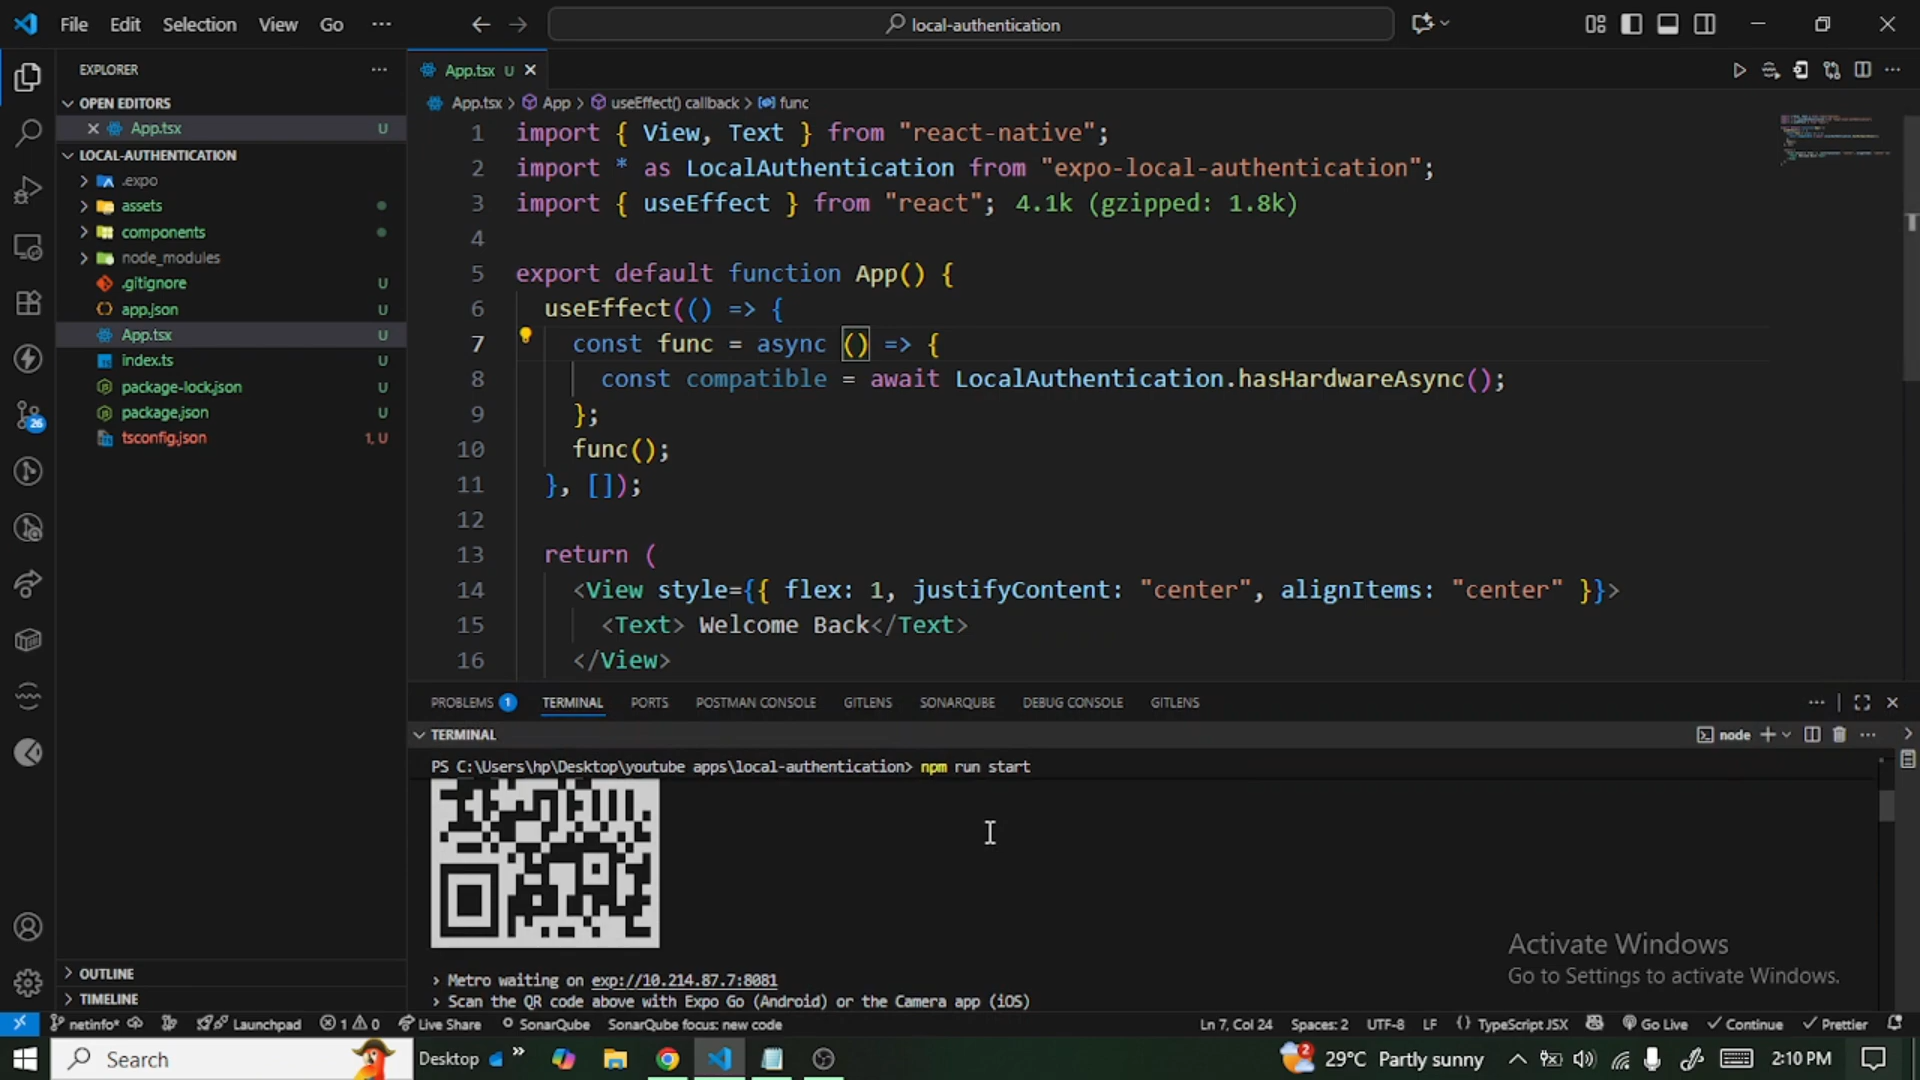 File Edit Selection View Go ··· local-authentication
EXPLORER ···
OPEN EDITORS
App.tsx U
LOCAL-AUTHENTICATION
.expo
assets
components
node_modules
.gitignore U
app.json U
App.tsx U
index.ts U
package-lock.json U
package.json U
tsconfig.json 1, U
OUTLINE
TIMELINE
26
App.tsx U
App.tsx > App > useEffect() callback > func
1 import { View, Text } from "react-native";
2 import * as LocalAuthentication from "expo-local-authentication";
3 import { useEffect } from "react"; 4.1k (gzipped: 1.8k)
4
5 export default function App() {
6 useEffect(() => {
7 const func = async () => {
8 const compatible = await LocalAuthentication.hasHardwareAsync();
9 };
10 func();
11 }, []);
12
13 return (
14 <View style={{ flex: 1, justifyContent: "center", alignItems: "center" }}>
15 <Text> Welcome Back</Text>
16 </View>
PROBLEMS 1 TERMINAL PORTS POSTMAN CONSOLE GITLENS SONARQUBE DEBUG CONSOLE GITLENS
TERMINAL node
PS C:\Users\hp\Desktop\youtube apps\local-authentication> npm run start
› Metro waiting on exp://10.214.87.7:8081
› Scan the QR code above with Expo Go (Android) or the Camera app (iOS)
Activate Windows
Go to Settings to activate Windows.
netinfo* Launchpad 1 0 Live Share SonarQube SonarQube focus: new code Ln 7, Col 24 Spaces: 2 UTF-8 LF {} TypeScript JSX Go Live Continue Prettier
Search Desktop 2 29°C Partly sunny 2:10 PM